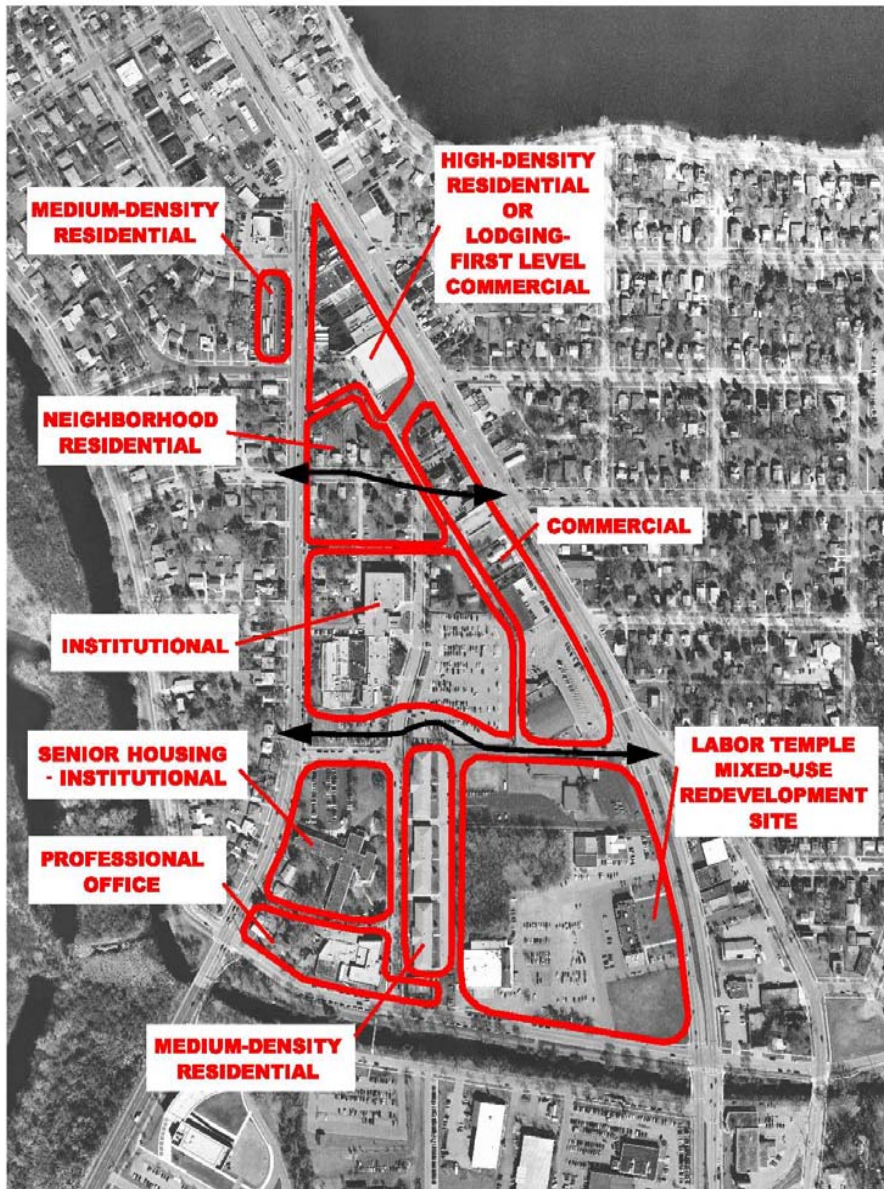 HIGH-DENSITY
RESIDENTIAL
OR
LODGING-
FIRST LEVEL
COMMERCIAL
MEDIUM-DENSITY
RESIDENTIAL
NEIGHBORHOOD
RESIDENTIAL
COMMERCIAL
INSTITUTIONAL
SENIOR HOUSING
- INSTITUTIONAL
LABOR TEMPLE
MIXED-USE
REDEVELOPMENT
SITE
PROFESSIONAL
OFFICE
MEDIUM-DENSITY
RESIDENTIAL